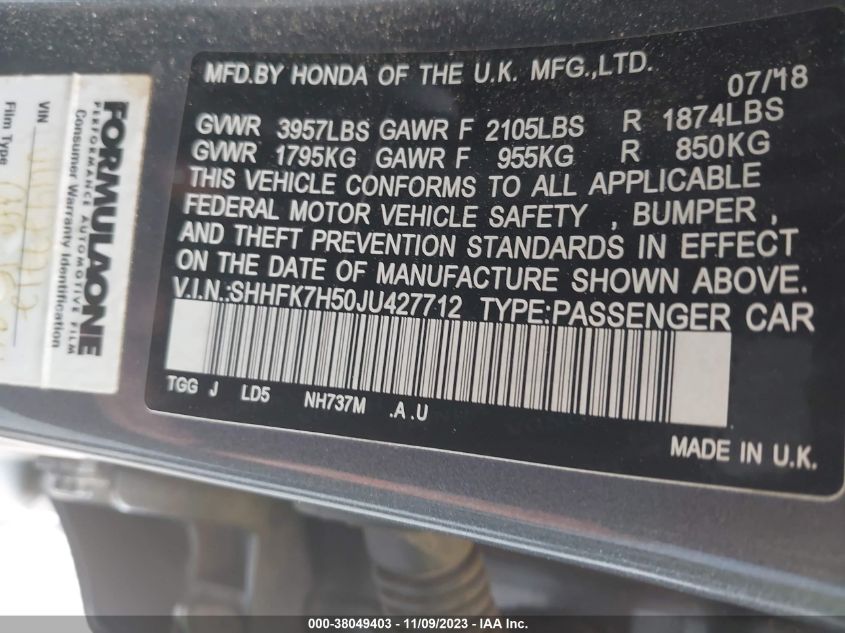 MFD.BY HONDA OF THE U.K. MFG.,LTD.
07/18
GVWR 3957LBS GAWR F 2105LBS R 1874LBS
GVWR 1795KG GAWR F 955KG R 850KG
THIS VEHICLE CONFORMS TO ALL APPLICABLE
FEDERAL MOTOR VEHICLE SAFETY , BUMPER ,
AND THEFT PREVENTION STANDARDS IN EFFECT
ON THE DATE OF MANUFACTURE SHOWN ABOVE.
V.I.N.:SHHFK7H50JU427712 TYPE:PASSENGER CAR
TGG J LD5 NH737M .A .U
MADE IN U.K.
FORMULAONE
PERFORMANCE AUTOMOTIVE FILM
Consumer Warranty Identification
VIN
Film Type
000-38049403 - 11/09/2023 - IAA Inc.